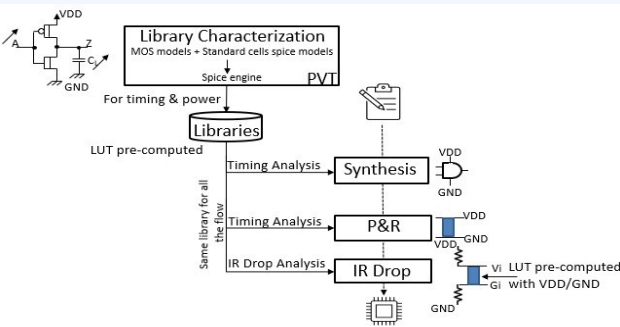 VDD
A
Z
Ci
GND
Library Characterization
MOS models + Standard cells spice models
Spice engine
PVT
For timing & power
Libraries
LUT pre-computed
Same library for all
the flow
Timing Analysis
Synthesis
VDD
GND
Timing Analysis
P&R
VDD
VDD
GND
IR Drop Analysis
IR Drop
Vi
Gi
LUT pre-computed
with VDD/GND
GND